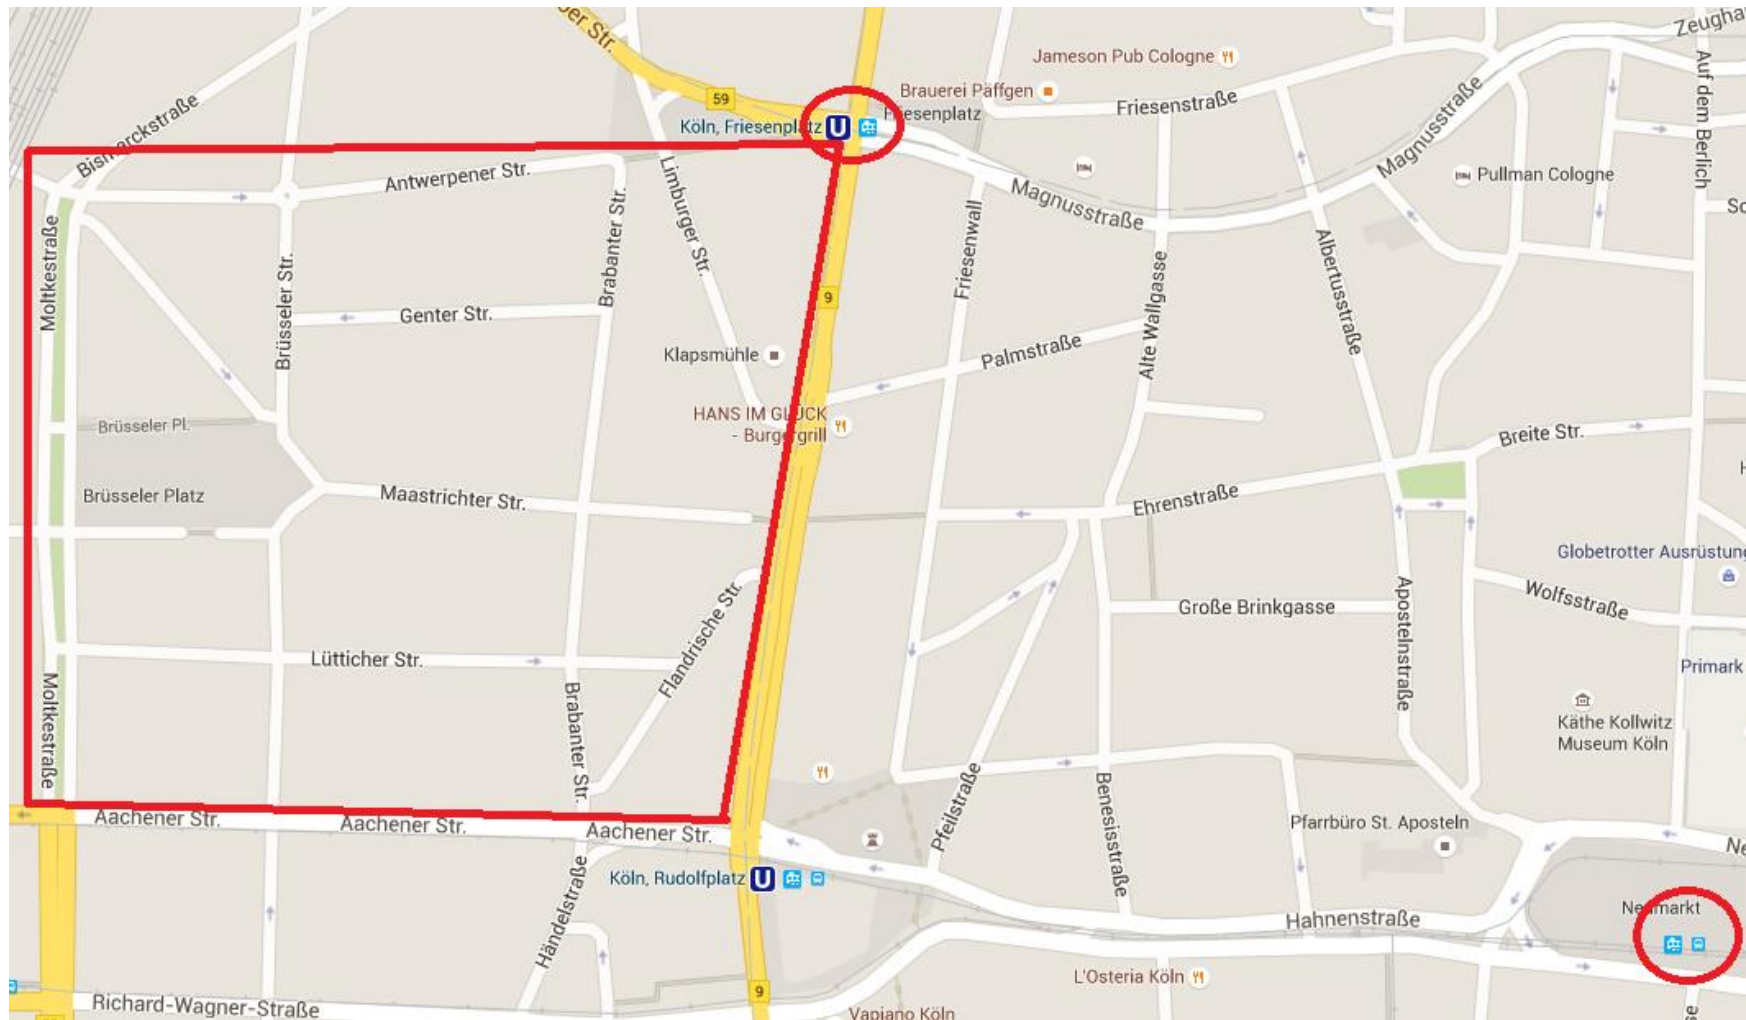 Zeugha
Jameson Pub Cologne
59
Brauerei Päffgen
Friesenplatz
Friesenstraße
Auf dem Berlich
Köln, Friesenplatz
Bismarckstraße
Magnusstraße
Antwerpener Str.
Limburger Str.
Magnusstraße
Pullman Cologne
Moltkestraße
Brüsseler Str.
Brabanter Str.
Friesenwall
Alte Wallgasse
Albertusstraße
9
Genter Str.
Klapsmühle
Palmstraße
HANS IM GLÜCK
- Burgergrill
Brüsseler Pl.
Breite Str.
Brüsseler Platz
Maastrichter Str.
Ehrenstraße
Globetrotter Ausrüstung
Flandrische Str.
Große Brinkgasse
Apostelnstraße
Wolfsstraße
Lütticher Str.
Primark
Moltkestraße
Brabanter Str.
Käthe Kollwitz
Museum Köln
Pfeilstraße
Benesisstraße
Aachener Str.
Aachener Str.
Aachener Str.
Pfarrbüro St. Aposteln
Ne
Köln, Rudolfplatz
Händelstraße
Hahnenstraße
Neumarkt
L'Osteria Köln
9
Richard-Wagner-Straße
Vapiano Köln